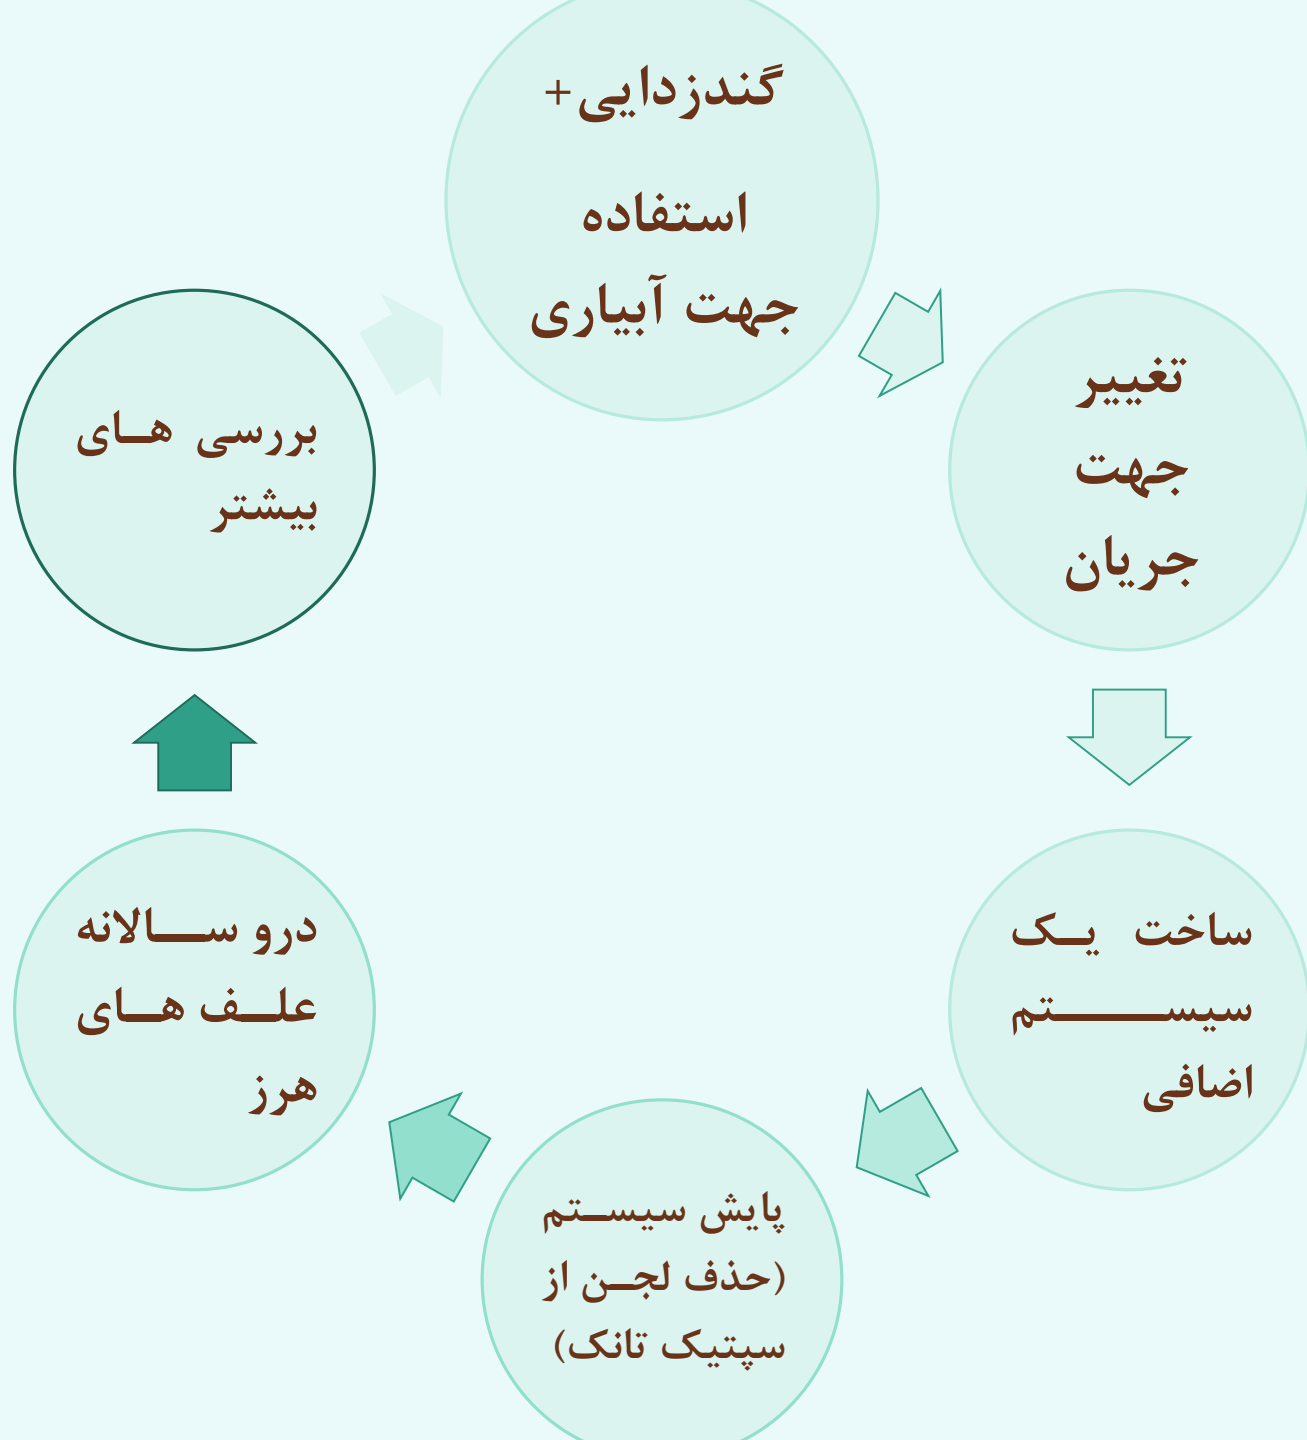 گندزدایی+
استفاده
جهت آبیاری
تغییر
جهت
جریان
ساخت یک
سیستم
اضافی
پایش سیستم
(حذف لجن از
سپتیک تانک)
درو سالانه
علف های
هرز
بررسی های
بیشتر